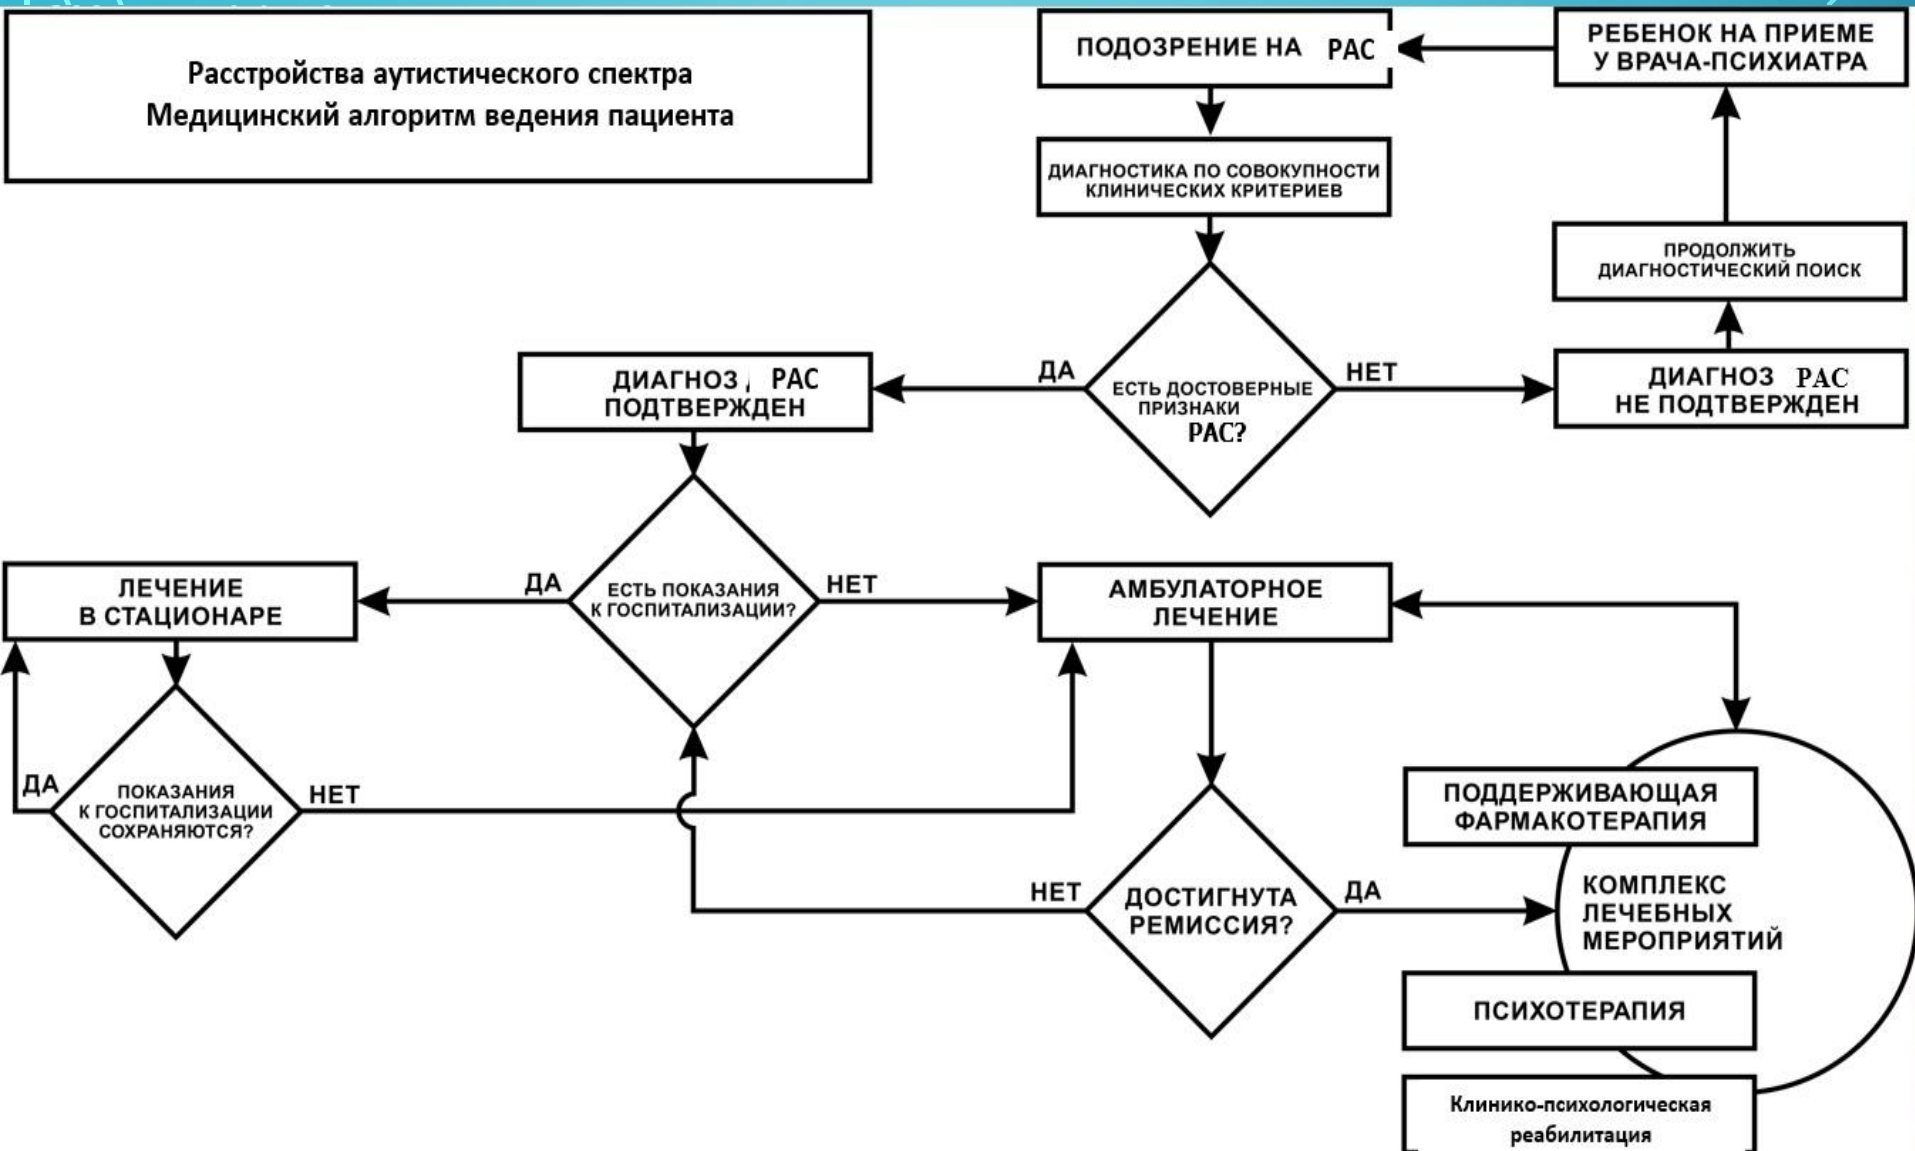 Расстройства аутистического спектра
Медицинский алгоритм ведения пациента
ПОДОЗРЕНИЕ НА РАС
РЕБЕНОК НА ПРИЕМЕ
У ВРАЧА-ПСИХИАТРА
ДИАГНОСТИКА ПО СОВОКУПНОСТИ
КЛИНИЧЕСКИХ КРИТЕРИЕВ
ПРОДОЛЖИТЬ
ДИАГНОСТИЧЕСКИЙ ПОИСК
ДИАГНОЗ РАС
ПОДТВЕРЖДЕН
ДА
ЕСТЬ ДОСТОВЕРНЫЕ
ПРИЗНАКИ
РАС?
НЕТ
ДИАГНОЗ РАС
НЕ ПОДТВЕРЖДЕН
ЛЕЧЕНИЕ
В СТАЦИОНАРЕ
ДА
ЕСТЬ ПОКАЗАНИЯ
К ГОСПИТАЛИЗАЦИИ?
НЕТ
АМБУЛАТОРНОЕ
ЛЕЧЕНИЕ
ДА
ПОКАЗАНИЯ
К ГОСПИТАЛИЗАЦИИ
СОХРАНЯЮТСЯ?
НЕТ
НЕТ
ДОСТИГНУТА
РЕМИССИЯ?
ДА
ПОДДЕРЖИВАЮЩАЯ
ФАРМАКОТЕРАПИЯ
КОМПЛЕКС
ЛЕЧЕБНЫХ
МЕРОПРИЯТИЙ
ПСИХОТЕРАПИЯ
Клинико-психологическая
реабилитация